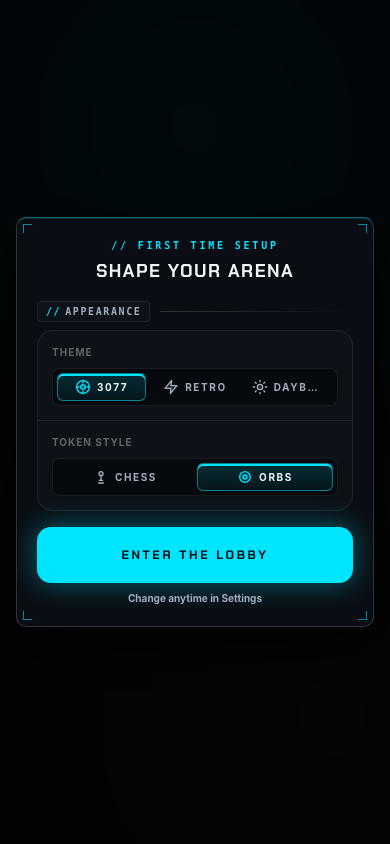 // FIRST TIME SETUP
SHAPE YOUR ARENA
// APPEARANCE
THEME
3077 RETRO DAYB...
TOKEN STYLE
CHESS ORBS
ENTER THE LOBBY
Change anytime in Settings